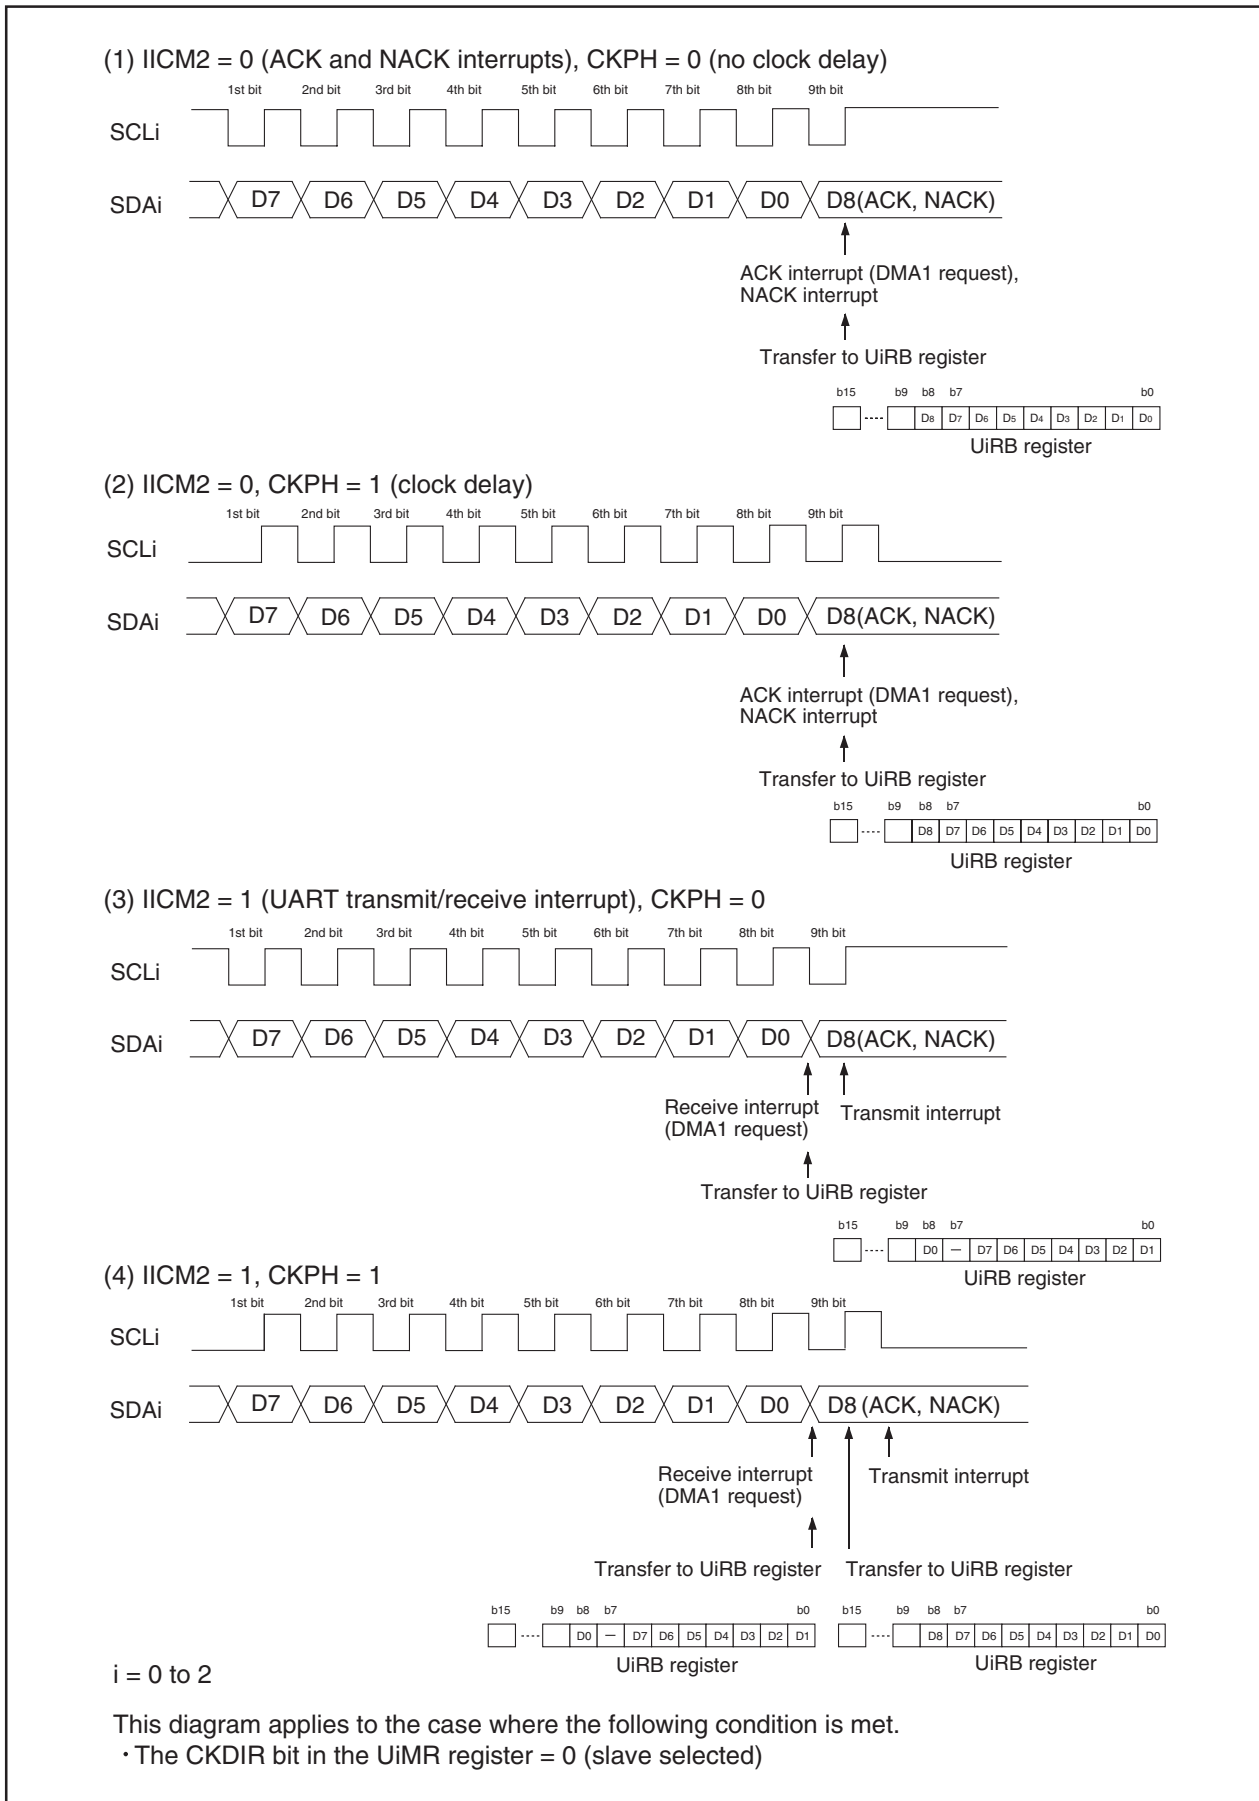 (1) IICM2 = 0 (ACK and NACK interrupts), CKPH = 0 (no clock delay)
1st bit 2nd bit 3rd bit 4th bit 5th bit 6th bit 7th bit 8th bit 9th bit
SCLi
SDAi D7 D6 D5 D4 D3 D2 D1 D0 D8(ACK, NACK)
ACK interrupt (DMA1 request),
NACK interrupt
Transfer to UiRB register
b15 b9 b8 b7 b0
D8 D7 D6 D5 D4 D3 D2 D1 D0
UiRB register
(2) IICM2 = 0, CKPH = 1 (clock delay)
1st bit 2nd bit 3rd bit 4th bit 5th bit 6th bit 7th bit 8th bit 9th bit
SCLi
SDAi D7 D6 D5 D4 D3 D2 D1 D0 D8(ACK, NACK)
ACK interrupt (DMA1 request),
NACK interrupt
Transfer to UiRB register
b15 b9 b8 b7 b0
D8 D7 D6 D5 D4 D3 D2 D1 D0
UiRB register
(3) IICM2 = 1 (UART transmit/receive interrupt), CKPH = 0
1st bit 2nd bit 3rd bit 4th bit 5th bit 6th bit 7th bit 8th bit 9th bit
SCLi
SDAi D7 D6 D5 D4 D3 D2 D1 D0 D8(ACK, NACK)
Receive interrupt Transmit interrupt
(DMA1 request)
Transfer to UiRB register
b15 b9 b8 b7 b0
D0 — D7 D6 D5 D4 D3 D2 D1
UiRB register
(4) IICM2 = 1, CKPH = 1
1st bit 2nd bit 3rd bit 4th bit 5th bit 6th bit 7th bit 8th bit 9th bit
SCLi
SDAi D7 D6 D5 D4 D3 D2 D1 D0 D8 (ACK, NACK)
Receive interrupt Transmit interrupt
(DMA1 request)
Transfer to UiRB register Transfer to UiRB register
b15 b9 b8 b7 b0 b15 b9 b8 b7 b0
D0 — D7 D6 D5 D4 D3 D2 D1 D8 D7 D6 D5 D4 D3 D2 D1 D0
UiRB register UiRB register
i = 0 to 2
This diagram applies to the case where the following condition is met.
· The CKDIR bit in the UiMR register = 0 (slave selected)